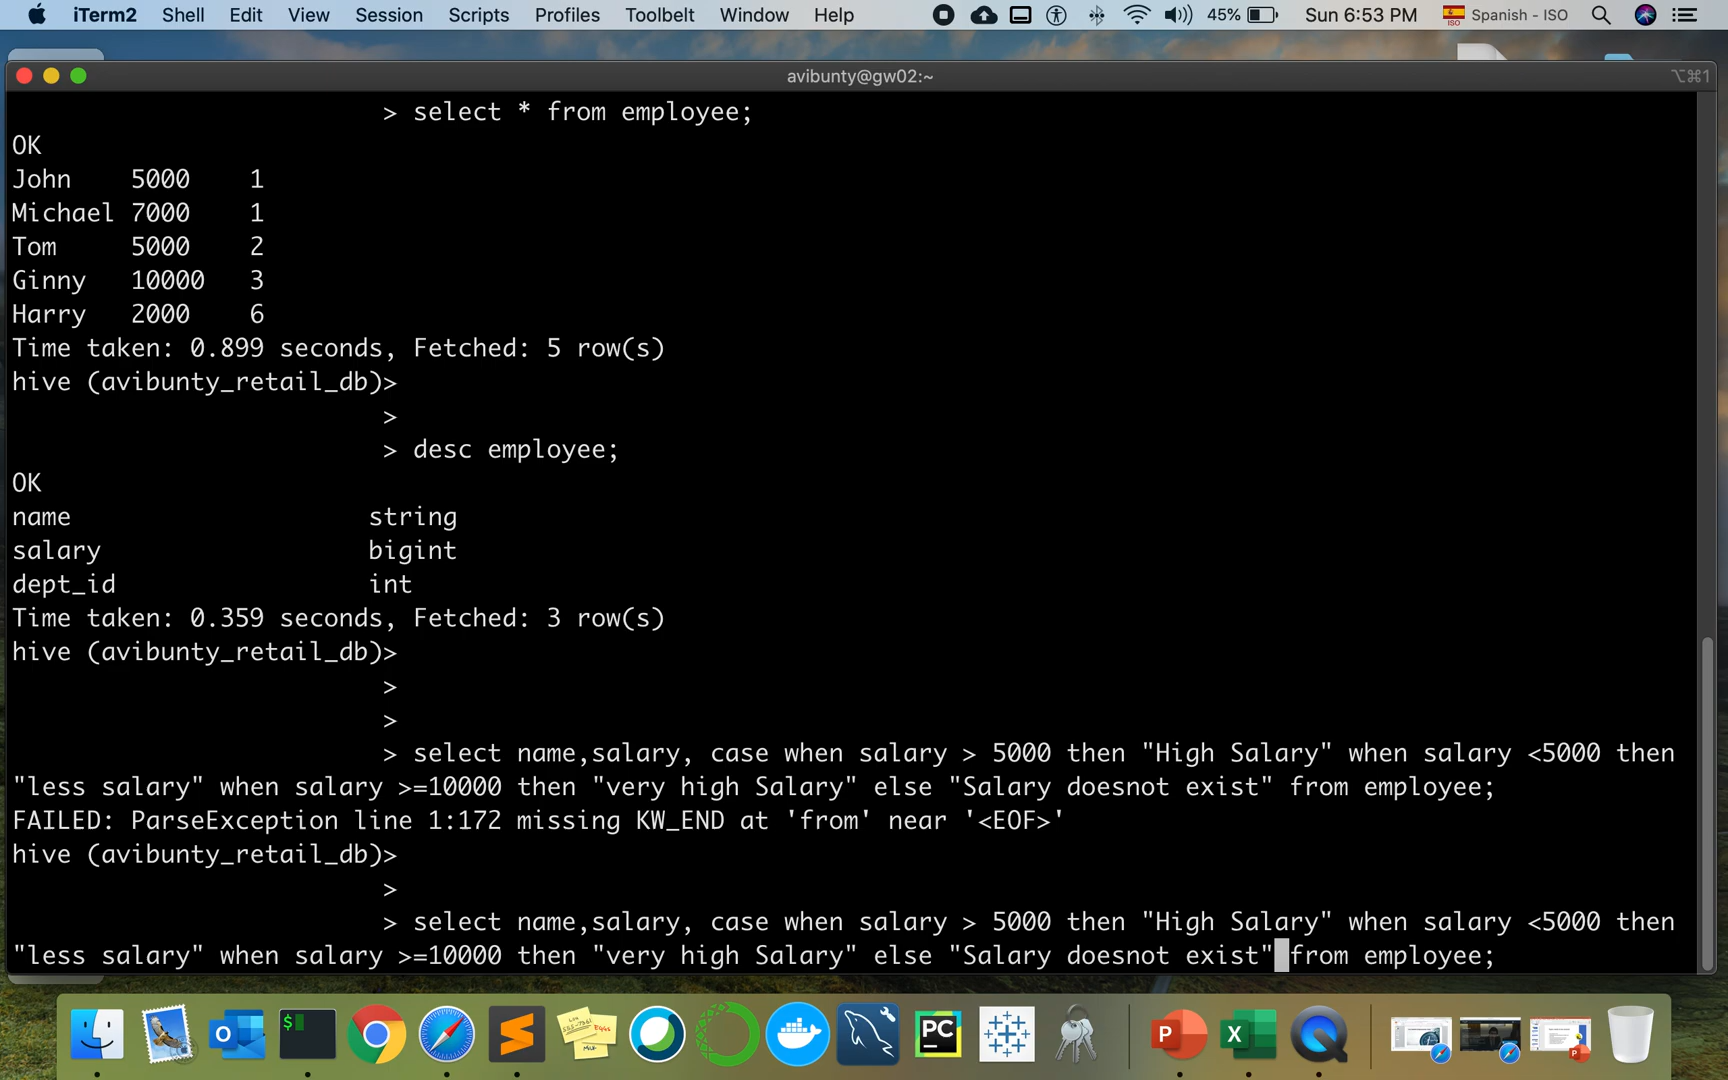 iTerm2 Shell Edit View Session Scripts Profiles Toolbelt Window Help 45% Sun 6:53 PM ISO Spanish - ISO
avibunty@gw02:~ ⌥⌘1
> select * from employee;
OK
John 5000 1
Michael 7000 1
Tom 5000 2
Ginny 10000 3
Harry 2000 6
Time taken: 0.899 seconds, Fetched: 5 row(s)
hive (avibunty_retail_db)>
>
> desc employee;
OK
name string
salary bigint
dept_id int
Time taken: 0.359 seconds, Fetched: 3 row(s)
hive (avibunty_retail_db)>
>
>
> select name,salary, case when salary > 5000 then "High Salary" when salary <5000 then
"less salary" when salary >=10000 then "very high Salary" else "Salary doesnot exist" from employee;
FAILED: ParseException line 1:172 missing KW_END at 'from' near '<EOF>'
hive (avibunty_retail_db)>
>
> select name,salary, case when salary > 5000 then "High Salary" when salary <5000 then
"less salary" when salary >=10000 then "very high Salary" else "Salary doesnot exist" from employee;
$
PC
P
X